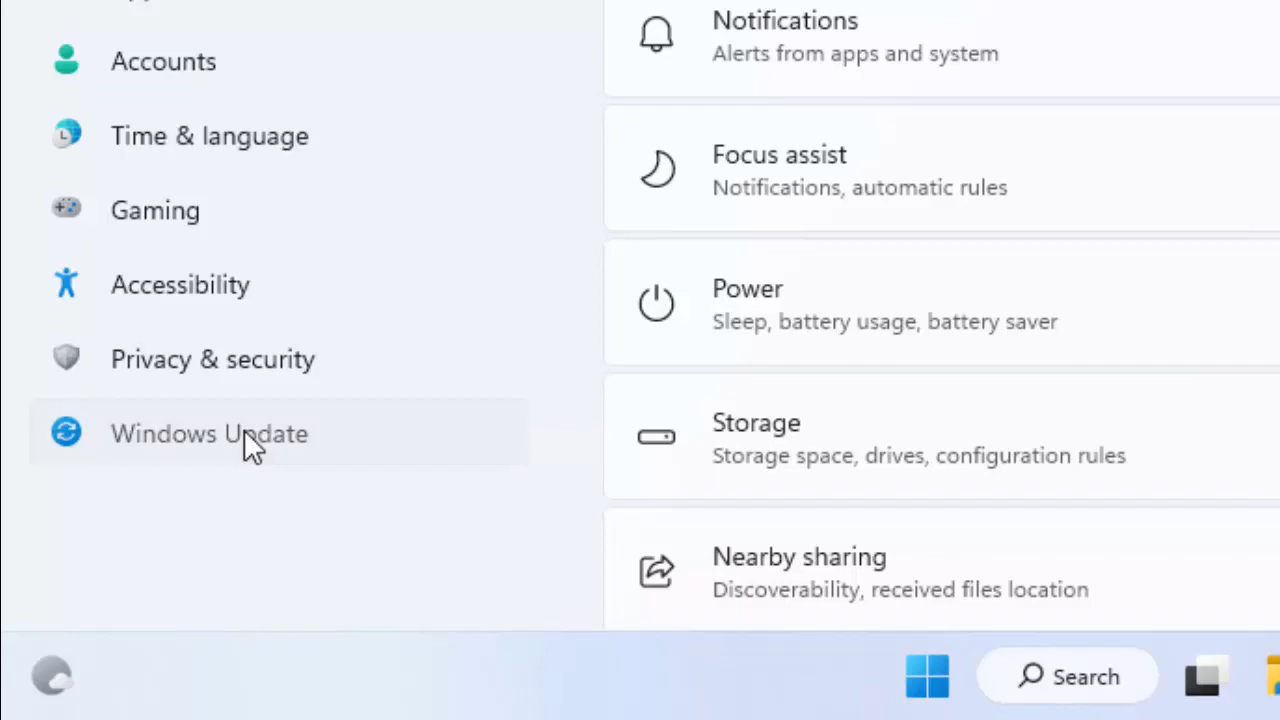 Accounts
Time & language
Gaming
Accessibility
Privacy & security
Windows Update
Notifications
Alerts from apps and system
Focus assist
Notifications, automatic rules
Power
Sleep, battery usage, battery saver
Storage
Storage space, drives, configuration rules
Nearby sharing
Discoverability, received files location
Search